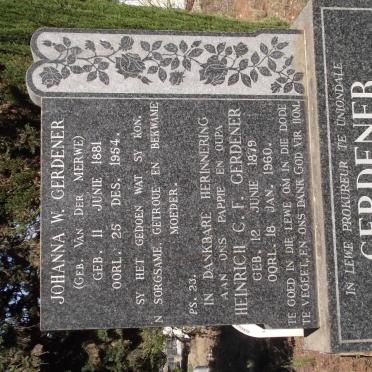 JOHANNA W. GERDENER
(GEB. VAN DER MERWE)
GEB. 11 JUNIE 1881
OORL. 25 DES. 1954.
SY HET GEDOEN WAT SY KON.
N SORGSAME, GETROUE EN BEKWAME
MOEDER.
PS. 23.
IN DANKBARE HERINNERING
AAN ONS PAPPIE EN OUPA
HEINRICH C. F. GERDENER
GEB. 12 JUNIE 1879
OORL. 18 JAN. 1960.
TE GOED IN DIE LEWE OM IN DIE DOOD
TE VERGEET, EN ONS DANK GOD VIR HOM.
IN LEWE PROKUREUR TE UNIONDALE
GERDENER